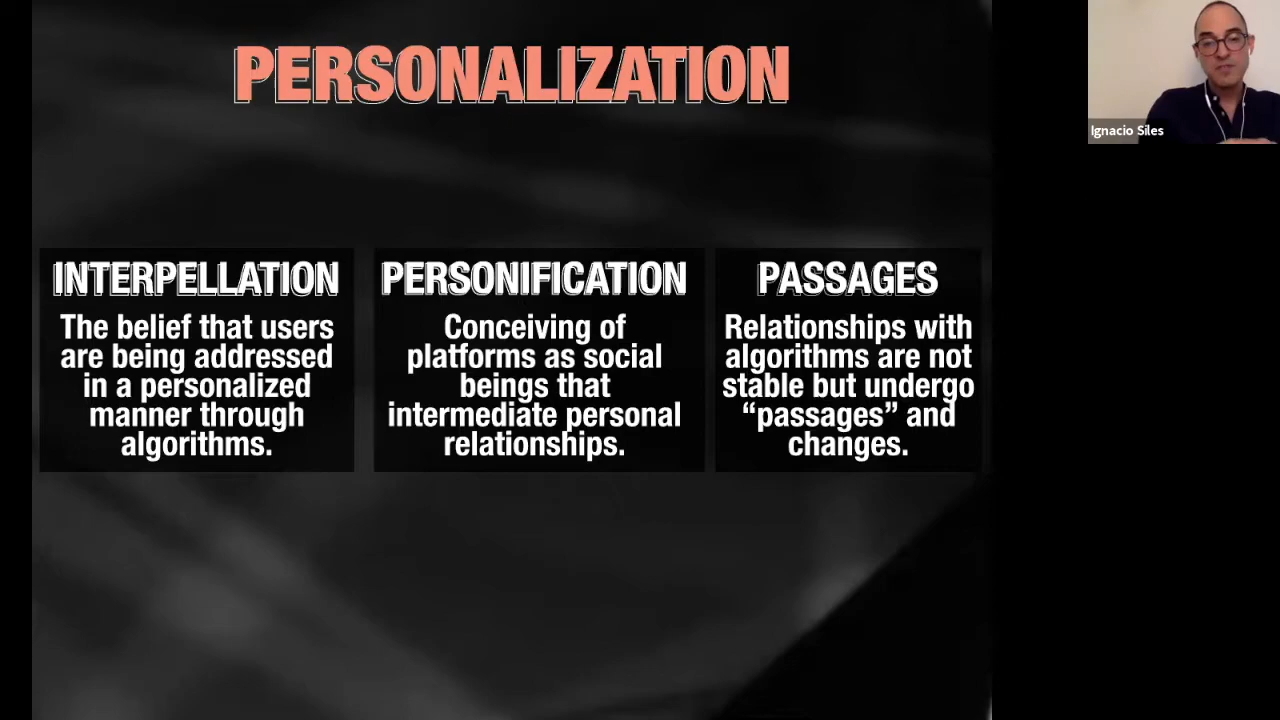 PERSONALIZATION
Ignacio Siles
INTERPELLATION
The belief that users
are being addressed
in a personalized
manner through
algorithms.
PERSONIFICATION
Conceiving of
platforms as social
beings that
intermediate personal
relationships.
PASSAGES
Relationships with
algorithms are not
stable but undergo
“passages” and
changes.